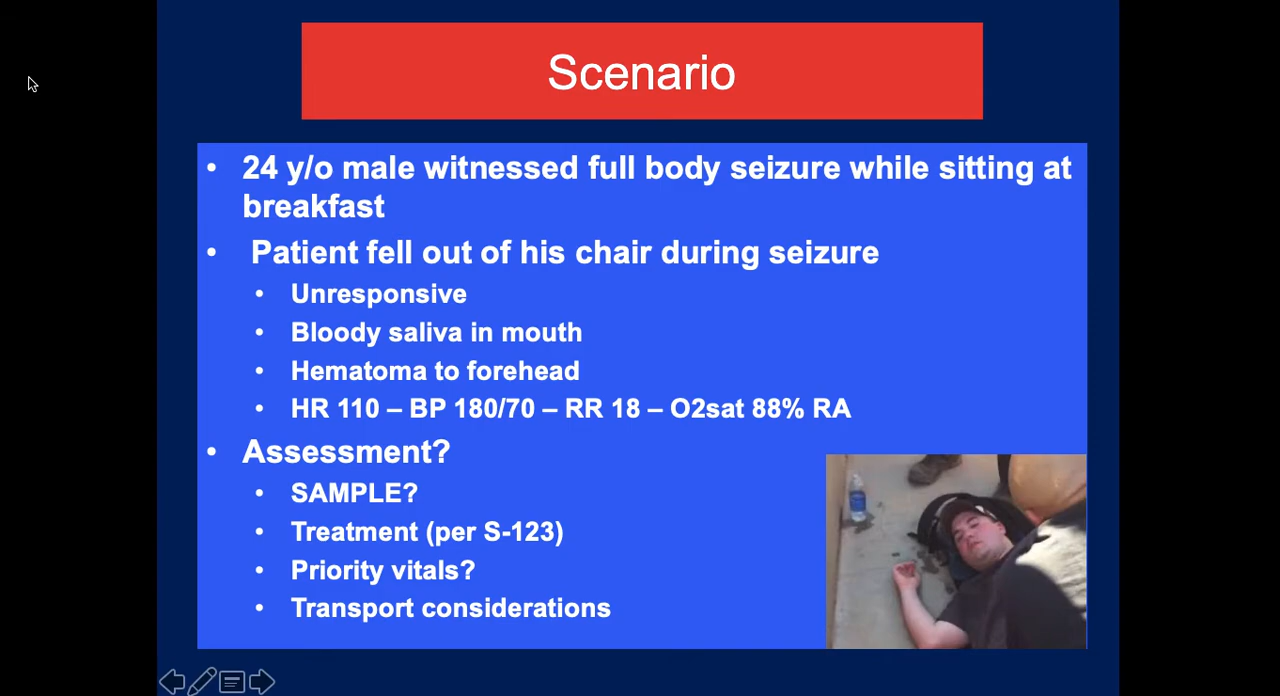 Scenario
• 24 y/o male witnessed full body seizure while sitting at
breakfast
• Patient fell out of his chair during seizure
• Unresponsive
• Bloody saliva in mouth
• Hematoma to forehead
• HR 110 – BP 180/70 – RR 18 – O2sat 88% RA
• Assessment?
• SAMPLE?
• Treatment (per S-123)
• Priority vitals?
• Transport considerations